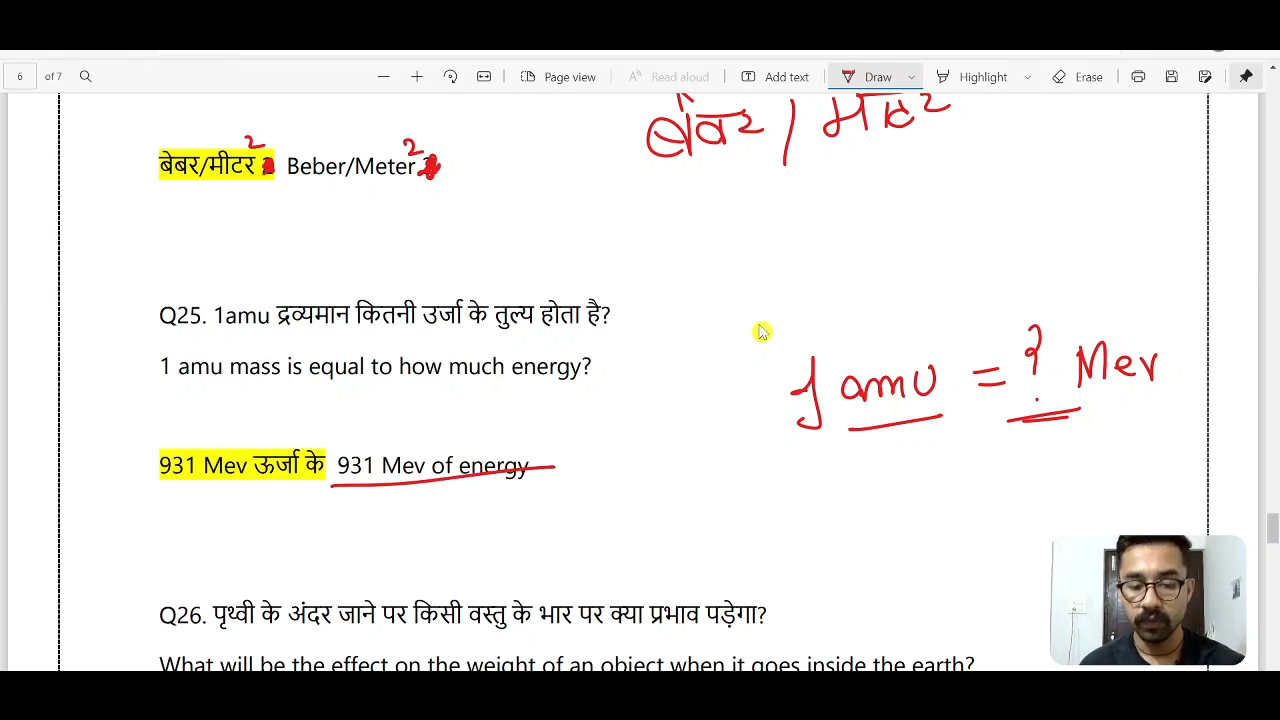 6 of 7 Page view Read aloud Add text Draw Highlight Erase
बेबर / मीटर²
बेबर/मीटर 2 Beber/Meter 2
Q25. 1amu द्रव्यमान कितनी उर्जा के तुल्य होता है?
1 amu mass is equal to how much energy?
1 amu = ? Mev
931 Mev ऊर्जा के 931 Mev of energy
Q26. पृथ्वी के अंदर जाने पर किसी वस्तु के भार पर क्या प्रभाव पड़ेगा?
What will be the effect on the weight of an object when it goes inside the earth?